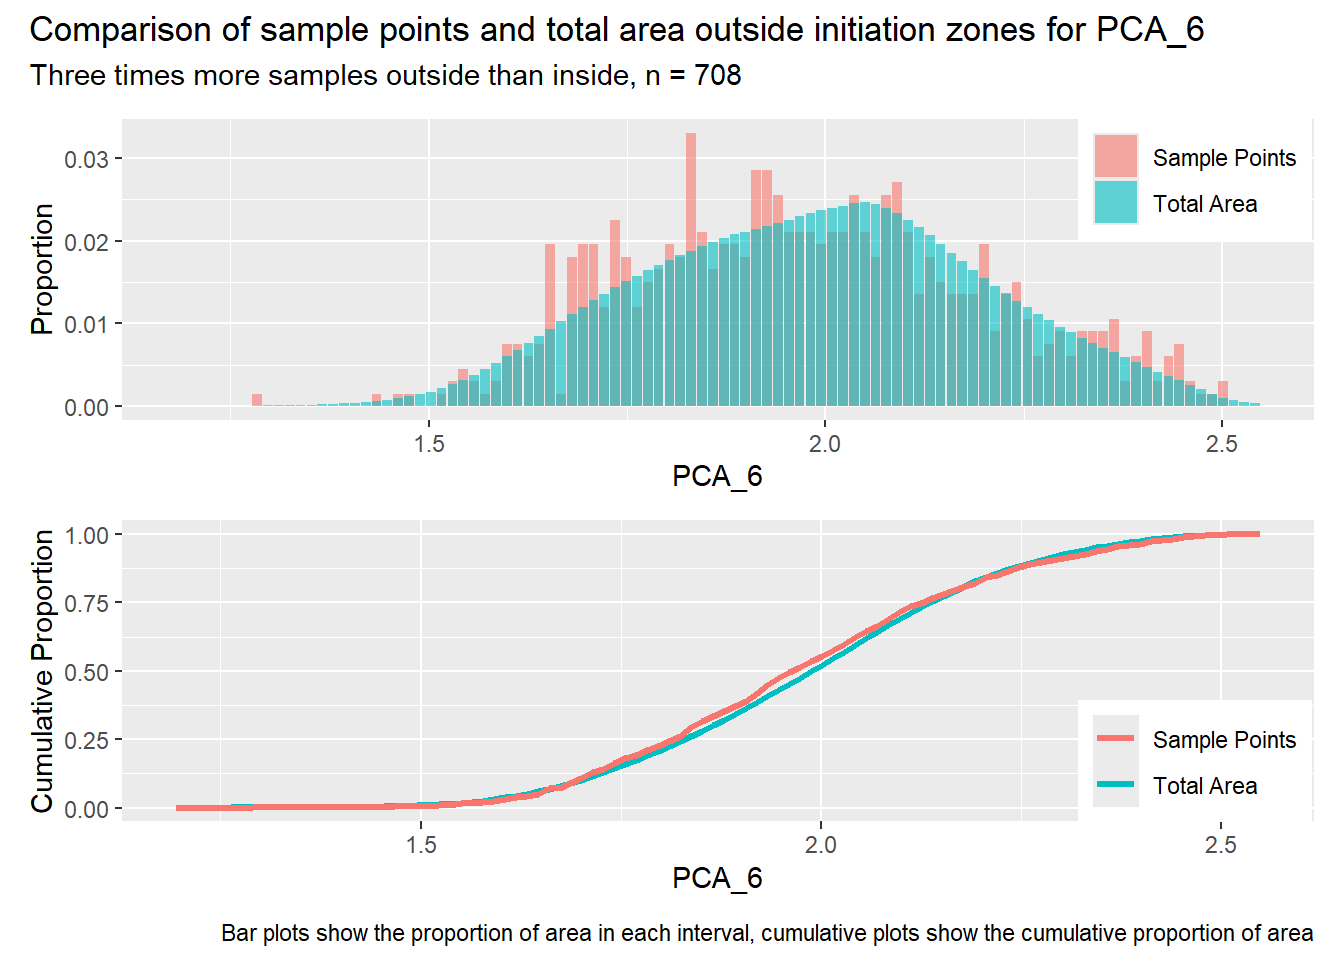 Comparison of sample points and total area outside initiation zones for PCA_6
Three times more samples outside than inside, n = 708
Proportion
0.03
0.02
0.01
0.00
Sample Points
Total Area
1.5 2.0 2.5
PCA_6
Cumulative Proportion
1.00
0.75
0.50
0.25
0.00
Sample Points
Total Area
1.5 2.0 2.5
PCA_6
Bar plots show the proportion of area in each interval, cumulative plots show the cumulative proportion of area